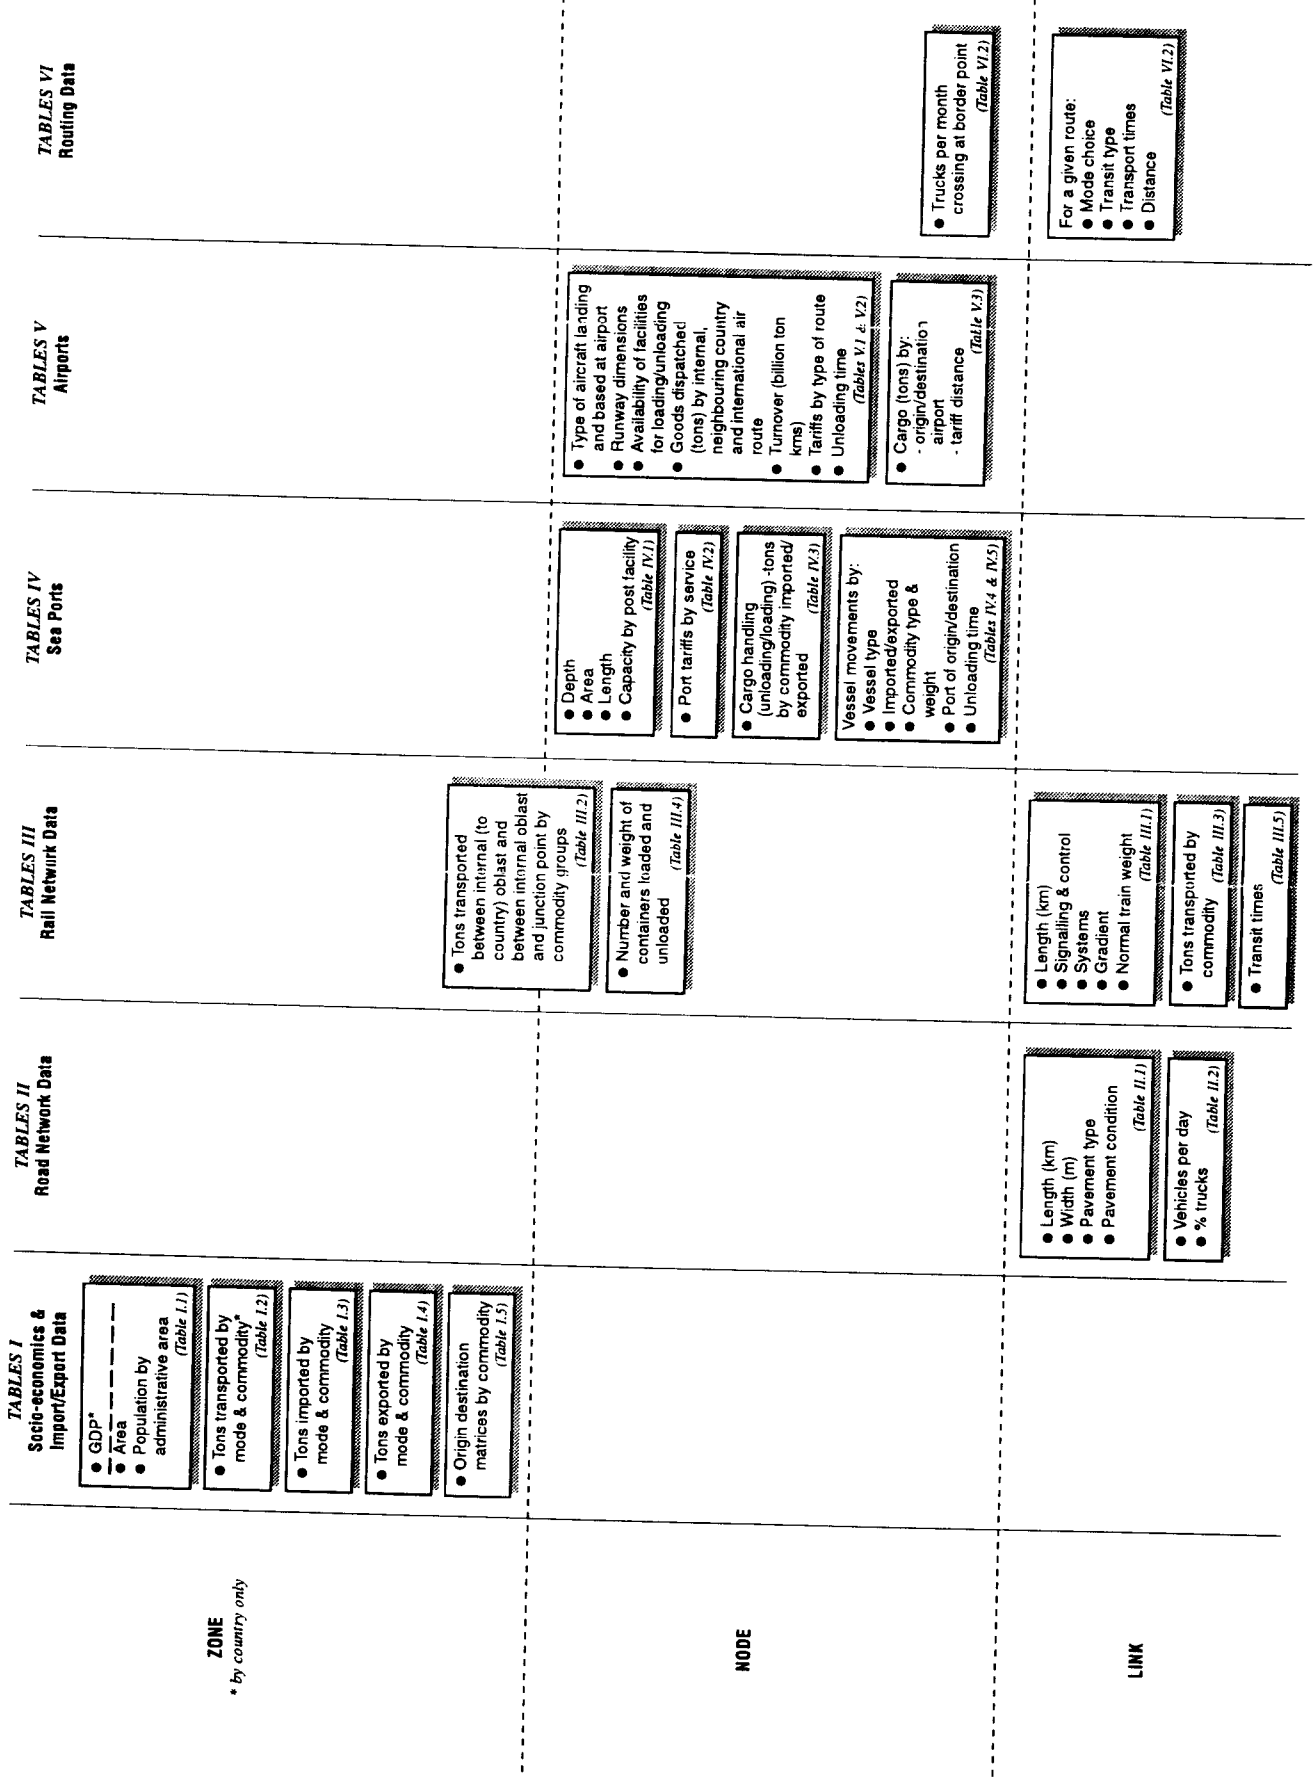 TABLES I
Socio-economics &
Import/Export Data
TABLES II
Road Network Data
TABLES III
Rail Network Data
TABLES IV
Sea Ports
TABLES V
Airports
TABLES VI
Routing Data
ZONE
* by country only
● GDP*
● Area
● Population by
administrative area
(Table I.1)
● Tons transported by
mode & commodity*
(Table I.2)
● Tons imported by
mode & commodity
(Table I.3)
● Tons exported by
mode & commodity
(Table I.4)
● Origin destination
matrices by commodity
(Table I.5)
● Tons transported
between internal (to
country) oblast and
between internal oblast
and junction point by
commodity groups
(Table III.2)
NODE
● Number and weight of
containers loaded and
unloaded
(Table III.4)
● Depth
● Area
● Length
● Capacity by post facility
(Table IV.1)
● Port tariffs by service
(Table IV.2)
● Cargo handling
(unloading/loading) -tons
by commodity imported/
exported
(Table IV.3)
Vessel movements by:
● Vessel type
● Imported/exported
● Commodity type &
weight
● Port of origin/destination
● Unloading time
(Tables IV.4 & IV.5)
● Type of aircraft landing
and based at airport
● Runway dimensions
● Availability of facilities
for loading/unloading
● Goods dispatched
(tons) by internal,
neighbouring country
and international air
route
● Turnover (billion ton
kms)
● Tariffs by type of route
● Unloading time
(Tables V.1 & V.2)
● Cargo (tons) by:
- origin/destination
airport
- tariff distance
(Table V.3)
● Trucks per month
crossing at border point
(Table VI.2)
LINK
● Length (km)
● Width (m)
● Pavement type
● Pavement condition
(Table II.1)
● Vehicles per day
● % trucks
(Table II.2)
● Length (km)
● Signalling & control
● Systems
● Gradient
● Normal train weight
(Table III.1)
● Tons transported by
commodity
(Table III.3)
● Transit times
(Table III.5)
For a given route:
● Mode choice
● Transit type
● Transport times
● Distance
(Table VI.2)